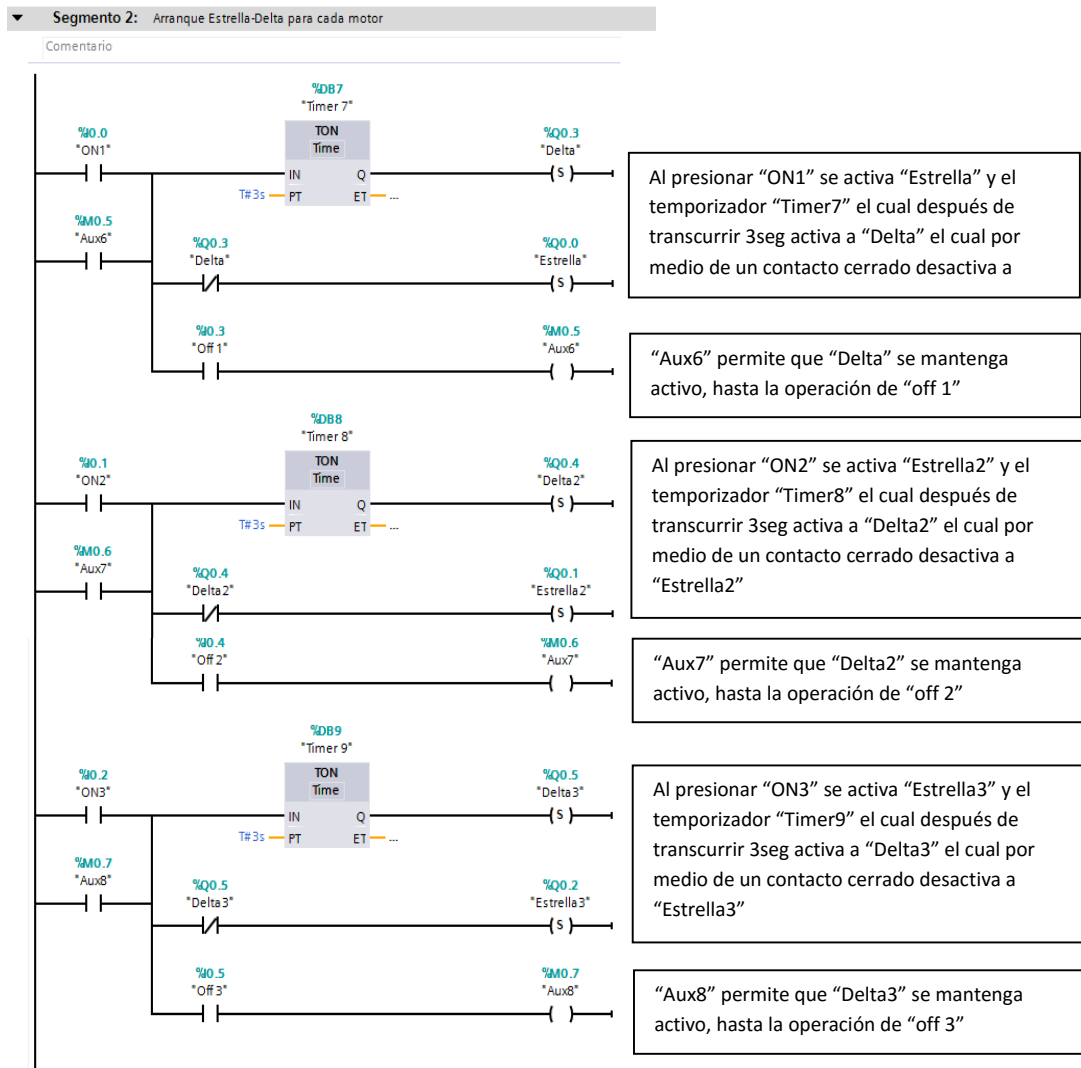 Segmento 2: Arranque Estrella-Delta para cada motor
Comentario
%DB7
"Timer 7"
%I0.0
"ON1"
TON
Time
%Q0.3
"Delta"
S
IN Q
T#3s PT ET ...
%M0.5
"Aux6"
%Q0.3
"Delta"
%Q0.0
"Estrella"
S
%I0.3
"Off 1"
%M0.5
"Aux6"
Al presionar “ON1” se activa “Estrella” y el
temporizador “Timer7” el cual después de
transcurrir 3seg activa a “Delta” el cual por
medio de un contacto cerrado desactiva a
“Aux6” permite que “Delta” se mantenga
activo, hasta la operación de “off 1”
%DB8
"Timer 8"
%I0.1
"ON2"
TON
Time
%Q0.4
"Delta2"
S
IN Q
T#3s PT ET ...
%M0.6
"Aux7"
%Q0.4
"Delta2"
%Q0.1
"Estrella2"
S
%I0.4
"Off 2"
%M0.6
"Aux7"
Al presionar “ON2” se activa “Estrella2” y el
temporizador “Timer8” el cual después de
transcurrir 3seg activa a “Delta2” el cual por
medio de un contacto cerrado desactiva a
“Estrella2”
“Aux7” permite que “Delta2” se mantenga
activo, hasta la operación de “off 2”
%DB9
"Timer 9"
%I0.2
"ON3"
TON
Time
%Q0.5
"Delta3"
S
IN Q
T#3s PT ET ...
%M0.7
"Aux8"
%Q0.5
"Delta3"
%Q0.2
"Estrella3"
S
%I0.5
"Off 3"
%M0.7
"Aux8"
Al presionar “ON3” se activa “Estrella3” y el
temporizador “Timer9” el cual después de
transcurrir 3seg activa a “Delta3” el cual por
medio de un contacto cerrado desactiva a
“Estrella3”
“Aux8” permite que “Delta3” se mantenga
activo, hasta la operación de “off 3”